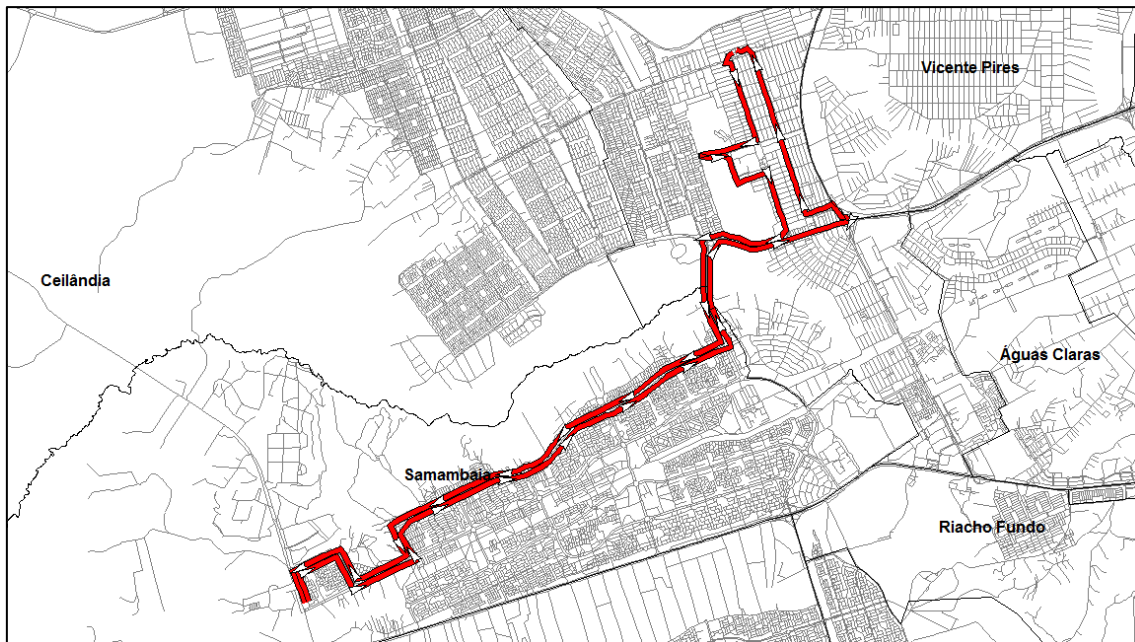 Vicente Pires
Ceilândia
Águas Claras
Samambaia
Riacho Fundo